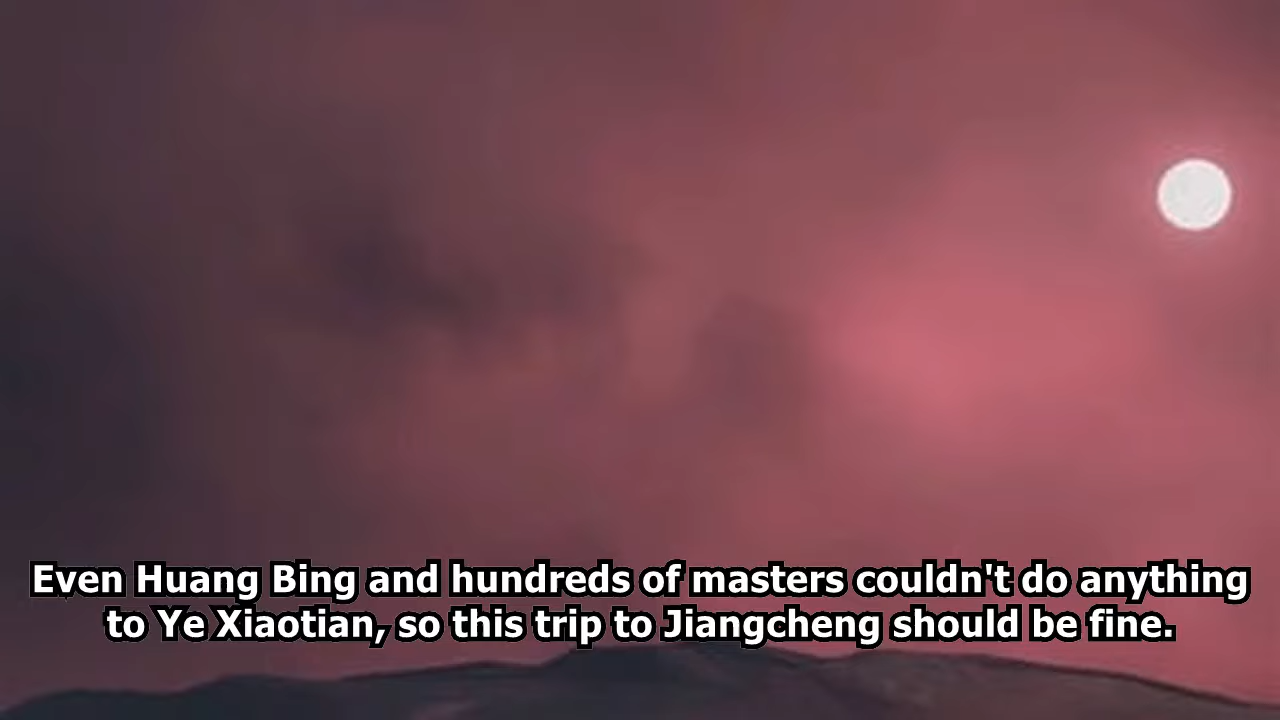 Even Huang Bing and hundreds of masters couldn't do anything
to Ye Xiaotian, so this trip to Jiangcheng should be fine.